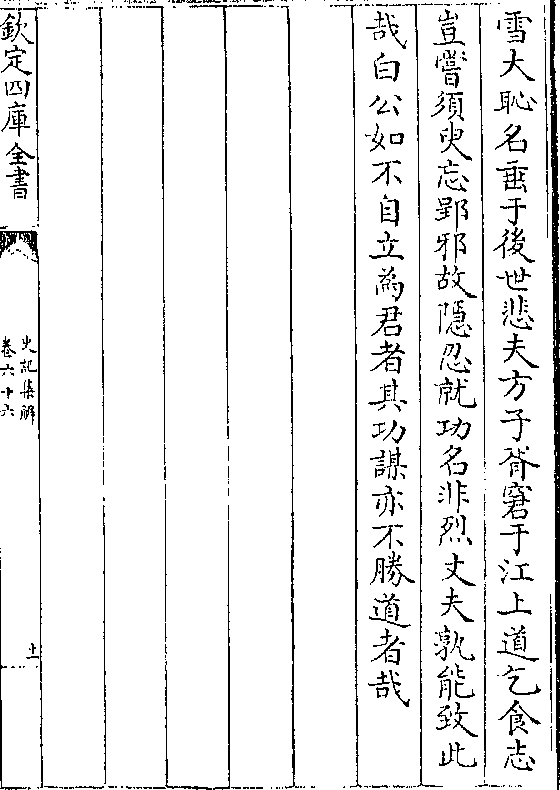 雪大恥名垂于後世悲夫方子胥窘于江上道乞食志
豈嘗須臾忘郢邪故隱忍就功名非烈丈夫孰能致此
哉白公如不自立為君者其功謀亦不勝道者哉
欽定四庫全書
史記集解
卷六十六
十一